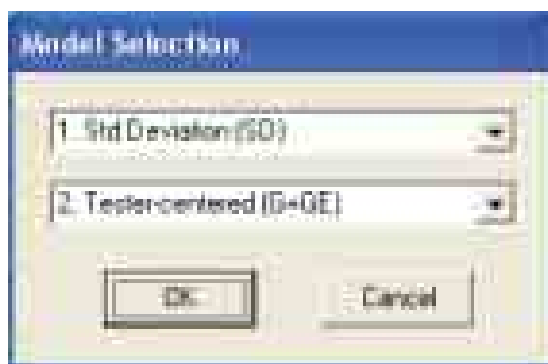 Model Selection
1. Std Deviation (SD)
2. Tester-centered (G+GE)
OK
Cancel